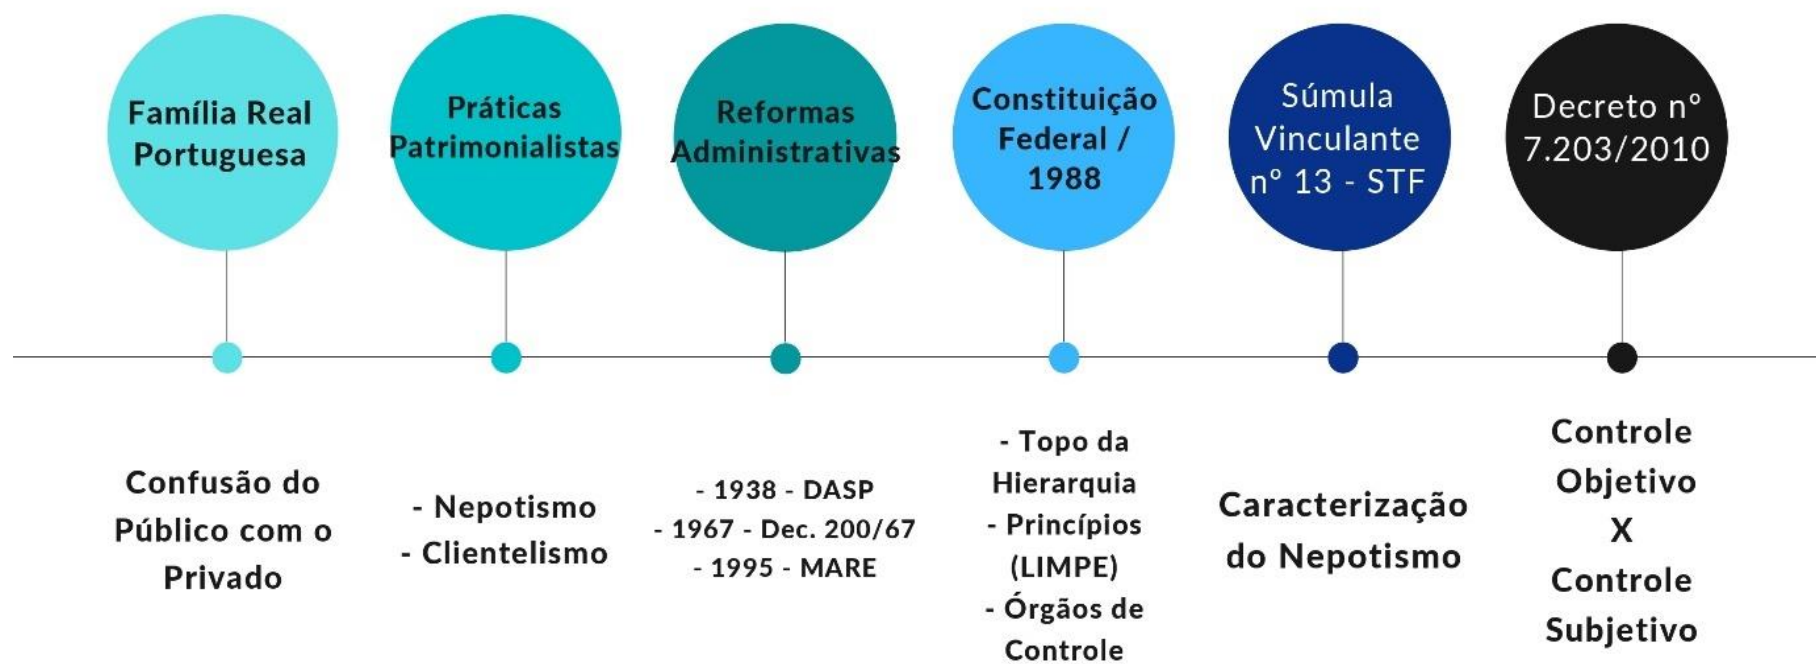 Família Real
Portuguesa
Práticas
Patrimonialistas
Reformas
Administrativas
Constituição
Federal /
1988
Súmula
Vinculante
nº 13 - STF
Decreto nº
7.203/2010
Confusão do
Público com o
Privado
- Nepotismo
- Clientelismo
- 1938 - DASP
- 1967 - Dec. 200/67
- 1995 - MARE
- Topo da
Hierarquia
- Princípios
(LIMPE)
- Órgãos de
Controle
Caracterização
do Nepotismo
Controle
Objetivo
X
Controle
Subjetivo